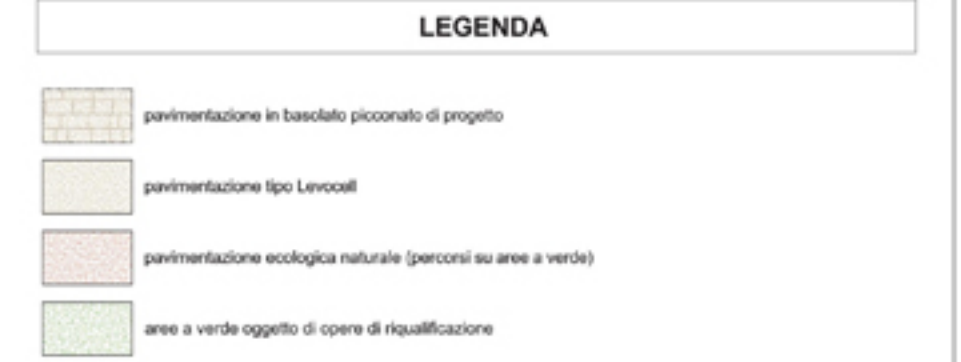 LEGENDA
pavimentazione in basolato picconato di progetto
pavimentazione tipo Levocell
pavimentazione ecologica naturale (percorsi su aree a verde)
aree a verde oggetto di opere di riqualificazione